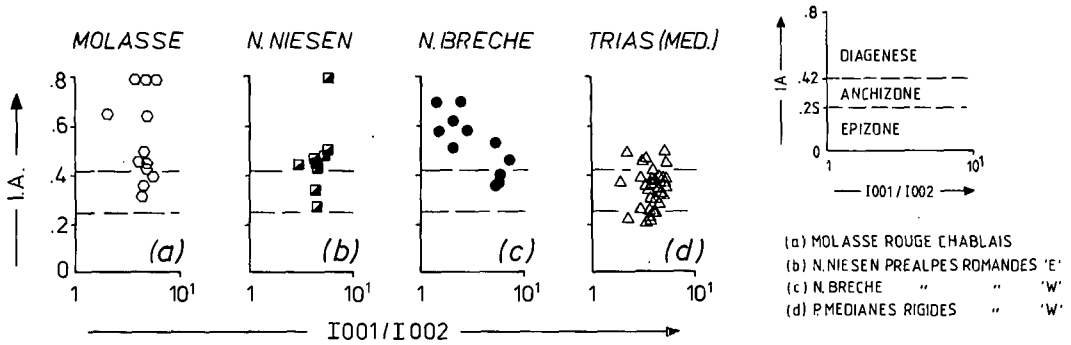 MOLASSE
N.NIESEN
N.BRECHE
TRIAS (MED.)
I.A.
.8
.6
.4
.2
0
(a)
(b)
(c)
(d)
1
10¹
1
10¹
1
10¹
1
10¹
I001/I002
.8
DIAGENESE
.42
ANCHIZONE
.25
EPIZONE
0
IA
1
10¹
I001/I002
(a) MOLASSE ROUGE CHABLAIS
(b) N.NIESEN PREALPES ROMANDES 'E'
(c) N.BRECHE " " 'W'
(d) P.MEDIANES RIGIDES " 'W'